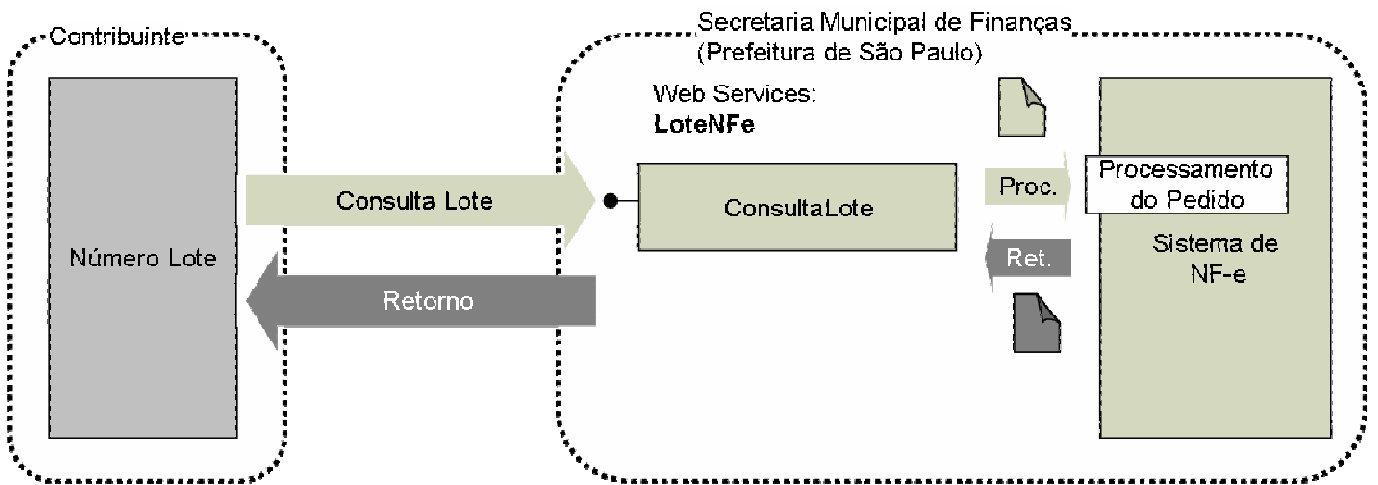 Contribuinte
Secretaria Municipal de Finanças
(Prefeitura de São Paulo)
Web Services:
LoteNFe
Número Lote
Consulta Lote
Retorno
ConsultaLote
Proc.
Ret.
Processamento
do Pedido
Sistema de
NF-e